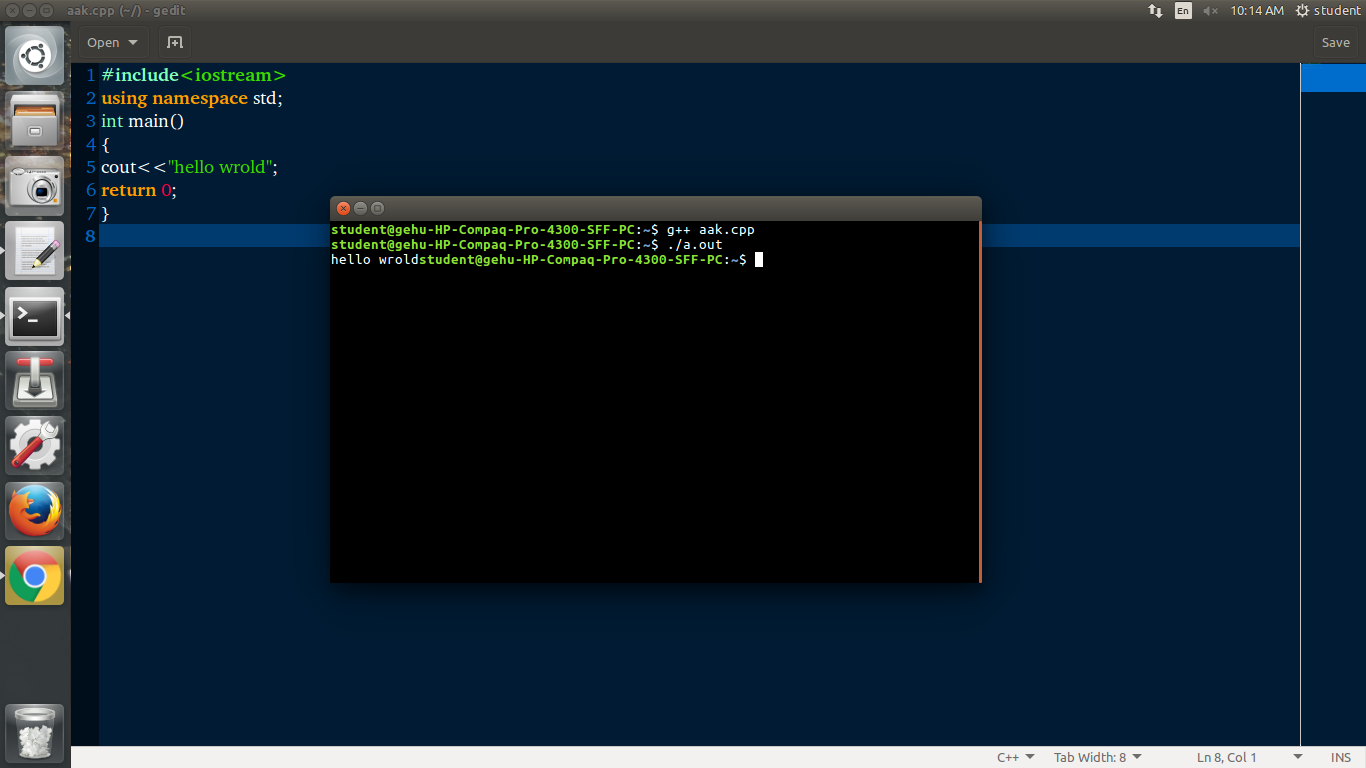 aak.cpp (~/) - gedit
En
10:14 AM
student
Open
Save
1 #include<iostream>
2 using namespace std;
3 int main()
4 {
5 cout<<"hello wrold";
6 return 0;
7 }
8
student@gehu-HP-Compaq-Pro-4300-SFF-PC:~$ g++ aak.cpp
student@gehu-HP-Compaq-Pro-4300-SFF-PC:~$ ./a.out
hello wroldstudent@gehu-HP-Compaq-Pro-4300-SFF-PC:~$
C++
Tab Width: 8
Ln 8, Col 1
INS